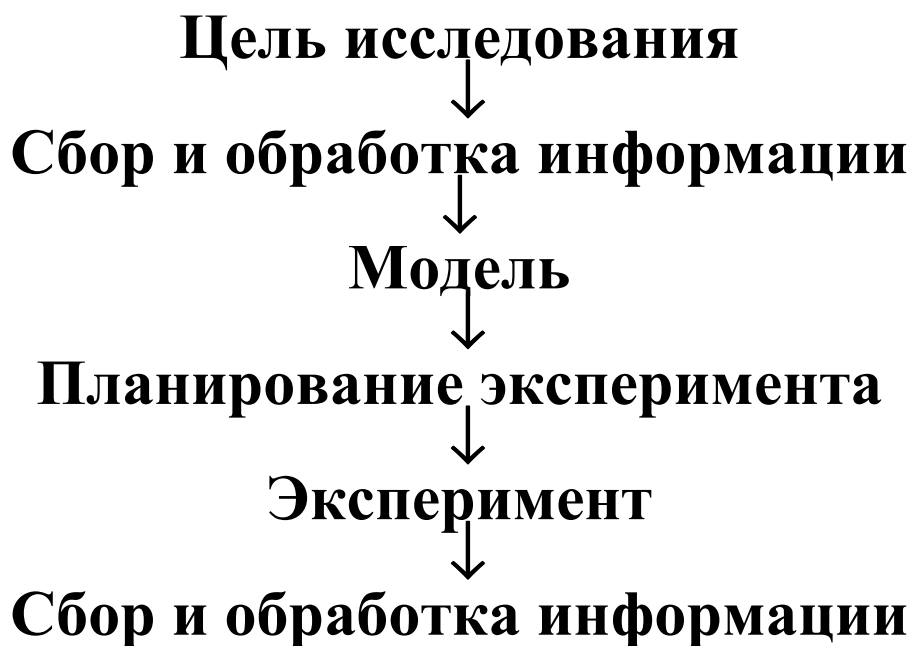 Цель исследования
Сбор и обработка информации
Модель
Планирование эксперимента
Эксперимент
Сбор и обработка информации